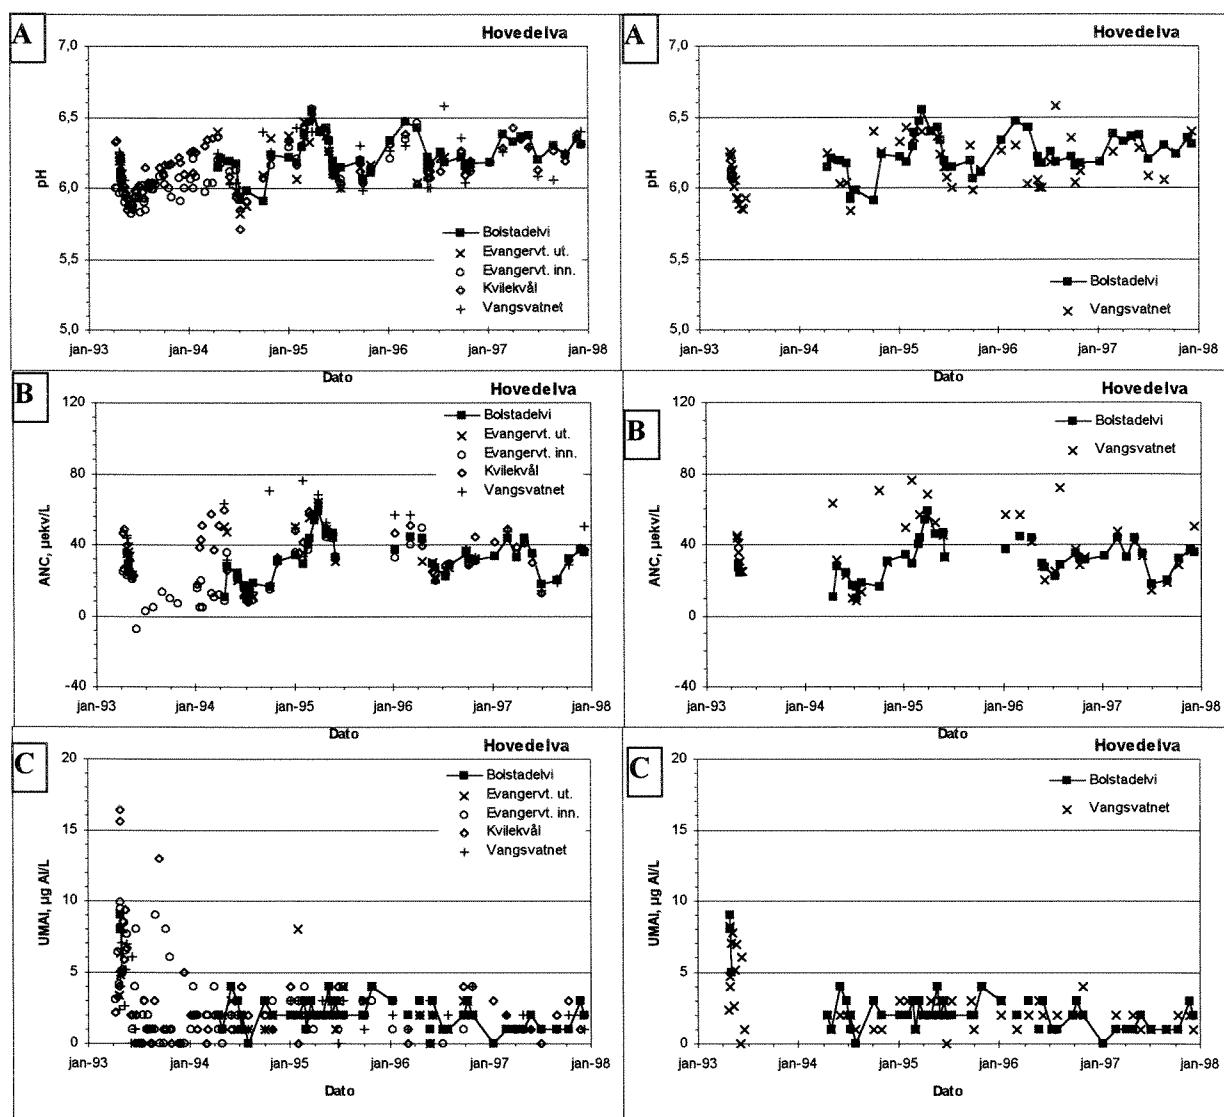 A
Hovedelva
7,0
6,5
6,0
5,5
5,0
pH
Bolstadelvi
Evangervt. ut.
Evangervt. inn.
Kvilekvål
Vangsvatnet
jan-93 jan-94 jan-95 jan-96 jan-97 jan-98
Dato
A
Hovedelva
7,0
6,5
6,0
5,5
5,0
pH
Bolstadelvi
Vangsvatnet
jan-93 jan-94 jan-95 jan-96 jan-97 jan-98
Dato
B
Hovedelva
120
80
40
0
-40
ANC, µekv/L
Bolstadelvi
Evangervt. ut.
Evangervt. inn.
Kvilekvål
Vangsvatnet
jan-93 jan-94 jan-95 jan-96 jan-97 jan-98
Dato
B
Hovedelva
120
80
40
0
-40
ANC, µekv/L
Bolstadelvi
Vangsvatnet
jan-93 jan-94 jan-95 jan-96 jan-97 jan-98
Dato
C
Hovedelva
20
15
10
5
0
UMAl, µg Al/L
Bolstadelvi
Evangervt. ut.
Evangervt. inn.
Kvilekvål
Vangsvatnet
jan-93 jan-94 jan-95 jan-96 jan-97 jan-98
Dato
C
Hovedelva
20
15
10
5
0
UMAl, µg Al/L
Bolstadelvi
Vangsvatnet
jan-93 jan-94 jan-95 jan-96 jan-97 jan-98
Dato